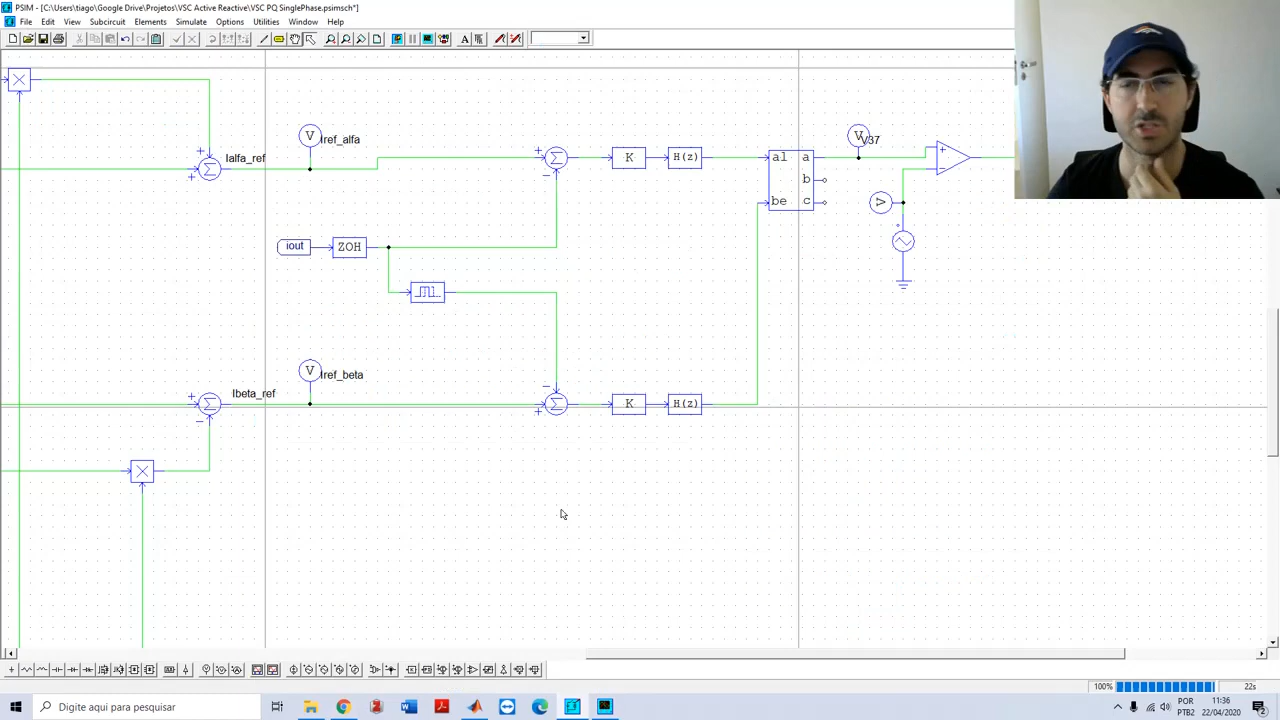 PSIM - [C:\Users\tiago\Google Drive\Projetos\VSC Active Reactive\VSC PQ SinglePhase.psimsch*]
File Edit View Subcircuit Elements Simulate Options Utilities Window Help
Iref_alfa
V
V
V37
Ialfa_ref
K
H(z)
al a
b
be c
iout
ZOH
V
Iref_beta
Ibeta_ref
K
H(z)
100%
22s
Digite aqui para pesquisar
POR
PTB2
11:36
22/04/2020